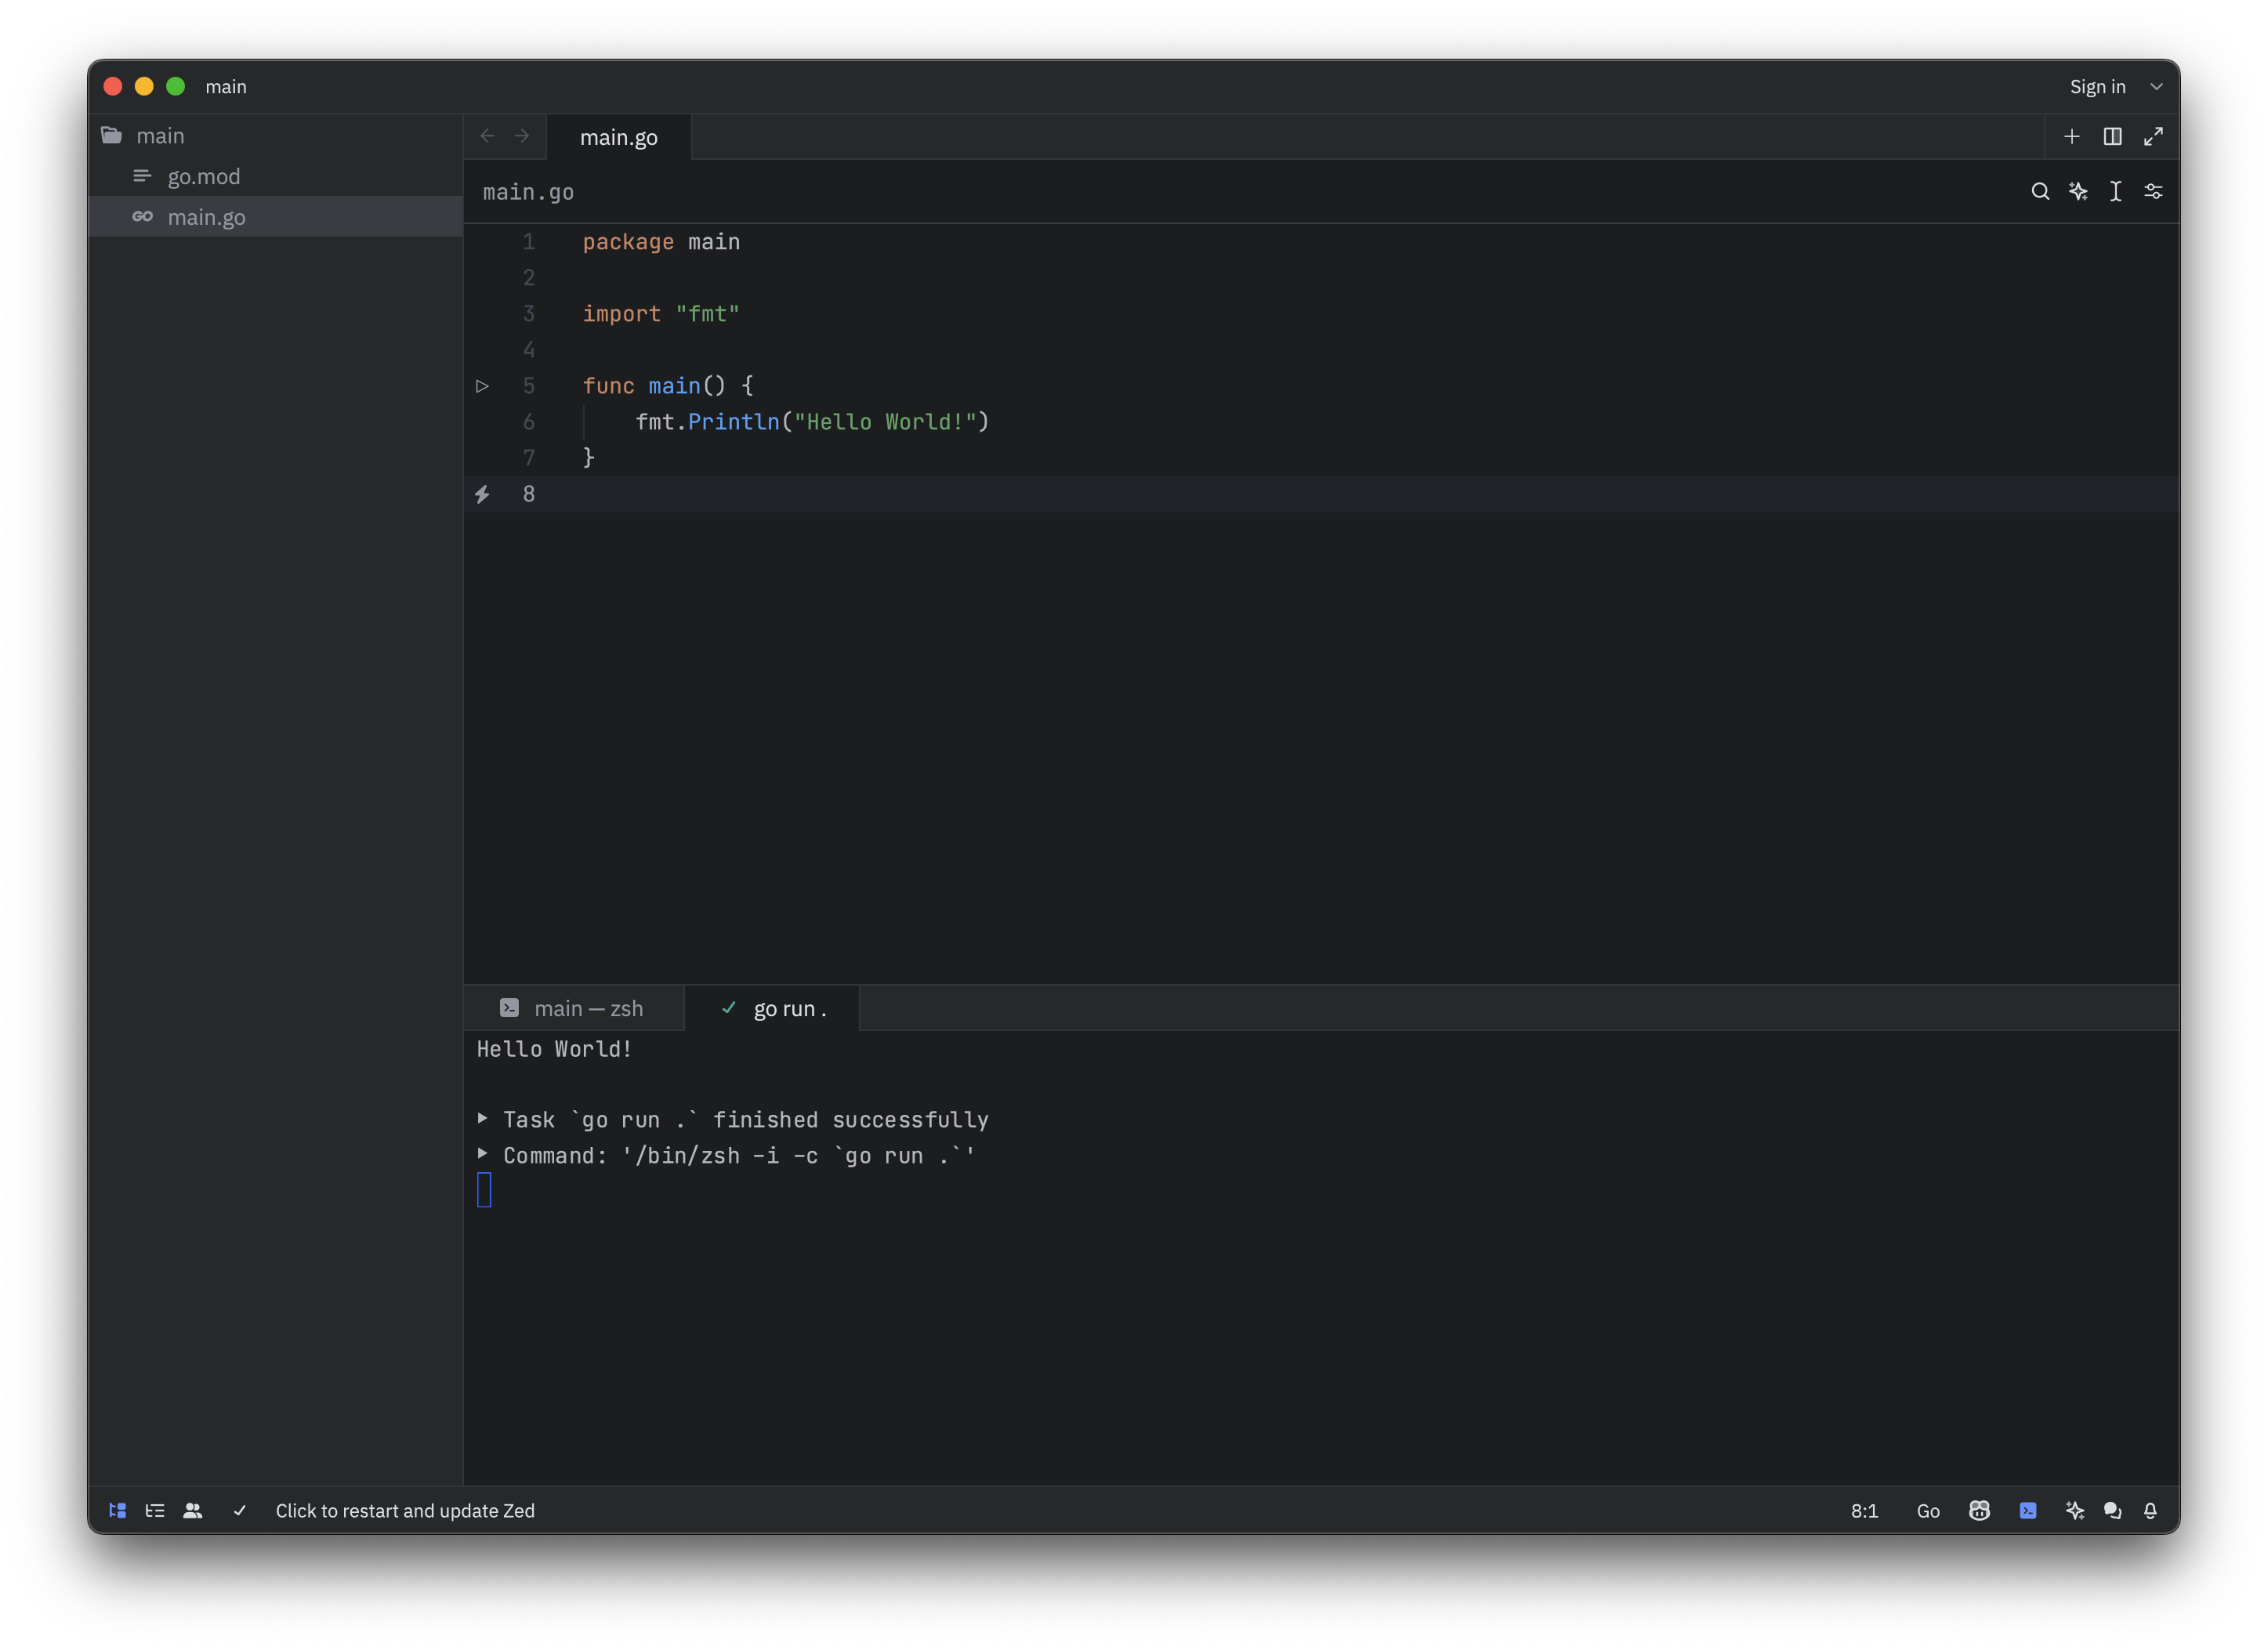 main
Sign in
main
go.mod
GO main.go
main.go
main.go
1 package main
2
3 import "fmt"
4
5 func main() {
6     fmt.Println("Hello World!")
7 }
8
main — zsh
go run .
Hello World!
Task `go run .` finished successfully
Command: '/bin/zsh -i -c `go run .`'
Click to restart and update Zed
8:1
Go